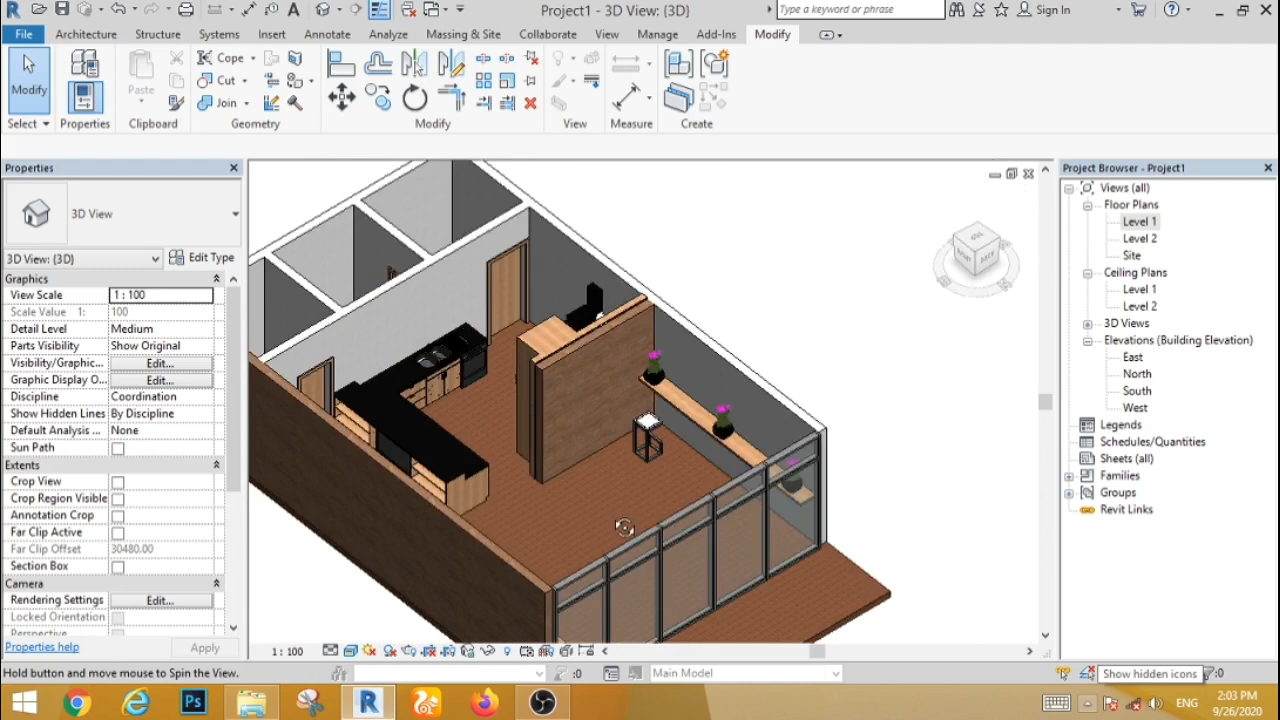 Project1 - 3D View: {3D}
Type a keyword or phrase
Sign In
File
Architecture
Structure
Systems
Insert
Annotate
Analyze
Massing & Site
Collaborate
View
Manage
Add-Ins
Modify
Modify
Properties
Paste
Cope
Cut
Join
Select
Properties
Clipboard
Geometry
Modify
View
Measure
Create
Properties
3D View
3D View: {3D}
Edit Type
Graphics
View Scale 1 : 100
Scale Value 1: 100
Detail Level Medium
Parts Visibility Show Original
Visibility/Graphic... Edit...
Graphic Display O... Edit...
Discipline Coordination
Show Hidden Lines By Discipline
Default Analysis ... None
Sun Path
Extents
Crop View
Crop Region Visible
Annotation Crop
Far Clip Active
Far Clip Offset 30480.00
Section Box
Camera
Rendering Settings Edit...
Locked Orientation
Perspective
Properties help
Apply
Project Browser - Project1
Views (all)
Floor Plans
Level 1
Level 2
Site
Ceiling Plans
Level 1
Level 2
3D Views
Elevations (Building Elevation)
East
North
South
West
Legends
Schedules/Quantities
Sheets (all)
Families
Groups
Revit Links
1 : 100
Hold button and move mouse to Spin the View.
:0
Main Model
Show hidden icons
:0
Ps
R
ENG
2:03 PM
9/26/2020